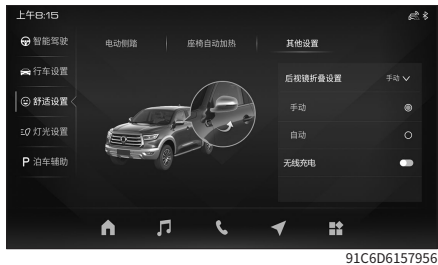 上午8:15
智能驾驶
电动侧踏
座椅自动加热
其他设置
行车设置
后视镜折叠设置
手动
舒适设置
手动
灯光设置
自动
P 泊车辅助
无线充电
91C6D6157956